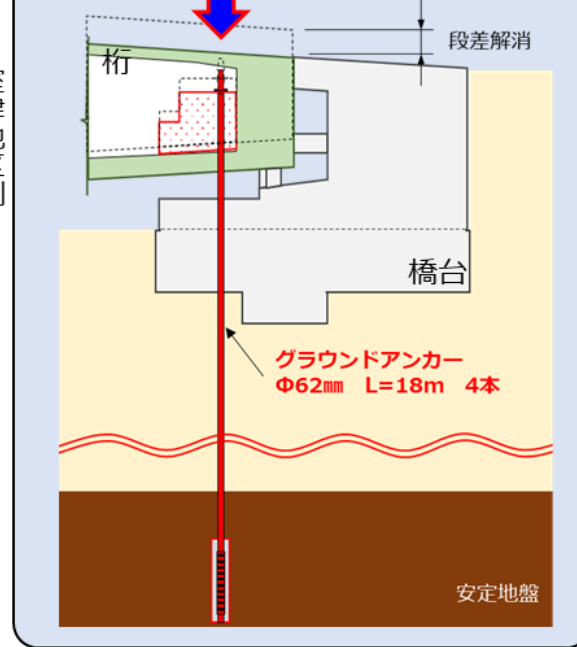 段差解消
桁
橋台
グラウンドアンカー
Φ62㎜ L=18m 4本
安定地盤